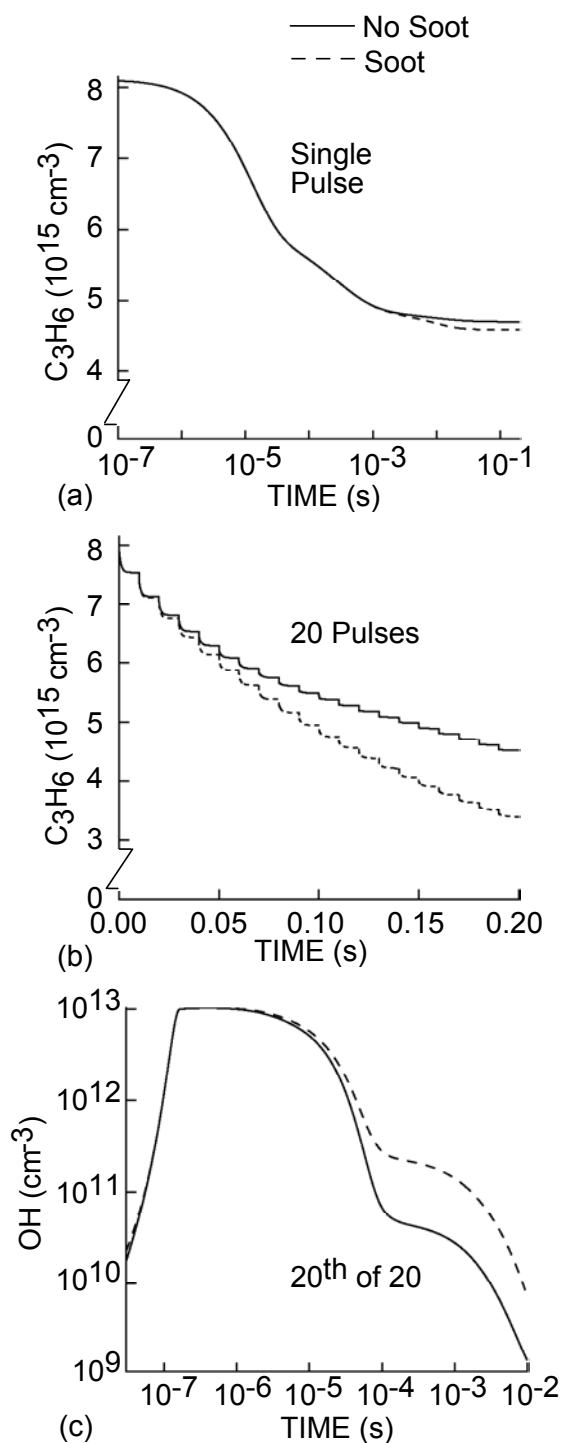 No Soot
Soot
8
7
6
5
4
0
C3H6 (10^15 cm-3)
Single
Pulse
10^-7 10^-5 10^-3 10^-1
(a) TIME (s)
8
7
6
5
4
3
0
C3H6 (10^15 cm-3)
20 Pulses
0.00 0.05 0.10 0.15 0.20
(b) TIME (s)
10^13
10^12
10^11
10^10
10^9
OH (cm-3)
20th of 20
10^-7 10^-6 10^-5 10^-4 10^-3 10^-2
(c) TIME (s)